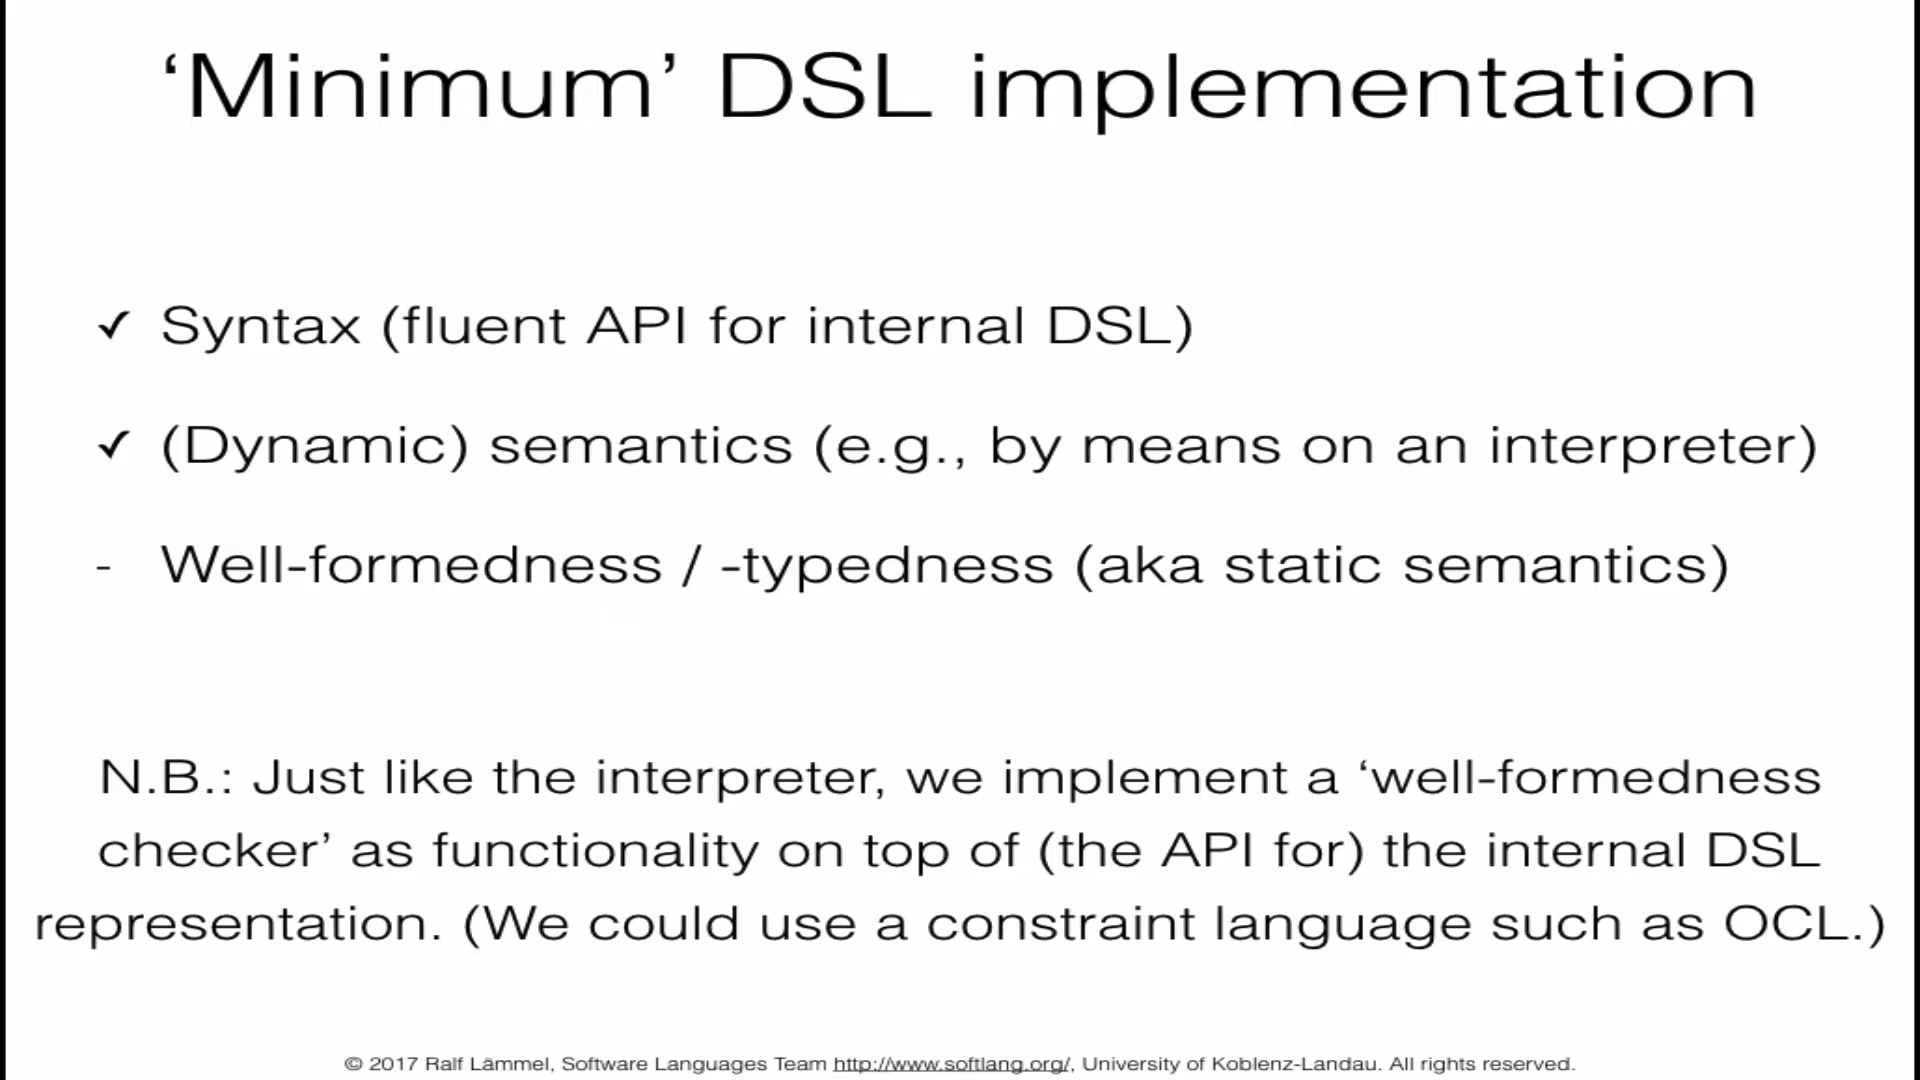 ‘Minimum’ DSL implementation
✓ Syntax (fluent API for internal DSL)
✓ (Dynamic) semantics (e.g., by means on an interpreter)
- Well-formedness / -typedness (aka static semantics)
N.B.: Just like the interpreter, we implement a ‘well-formedness
checker’ as functionality on top of (the API for) the internal DSL
representation. (We could use a constraint language such as OCL.)
© 2017 Ralf Lämmel, Software Languages Team http://www.softlang.org/, University of Koblenz-Landau. All rights reserved.